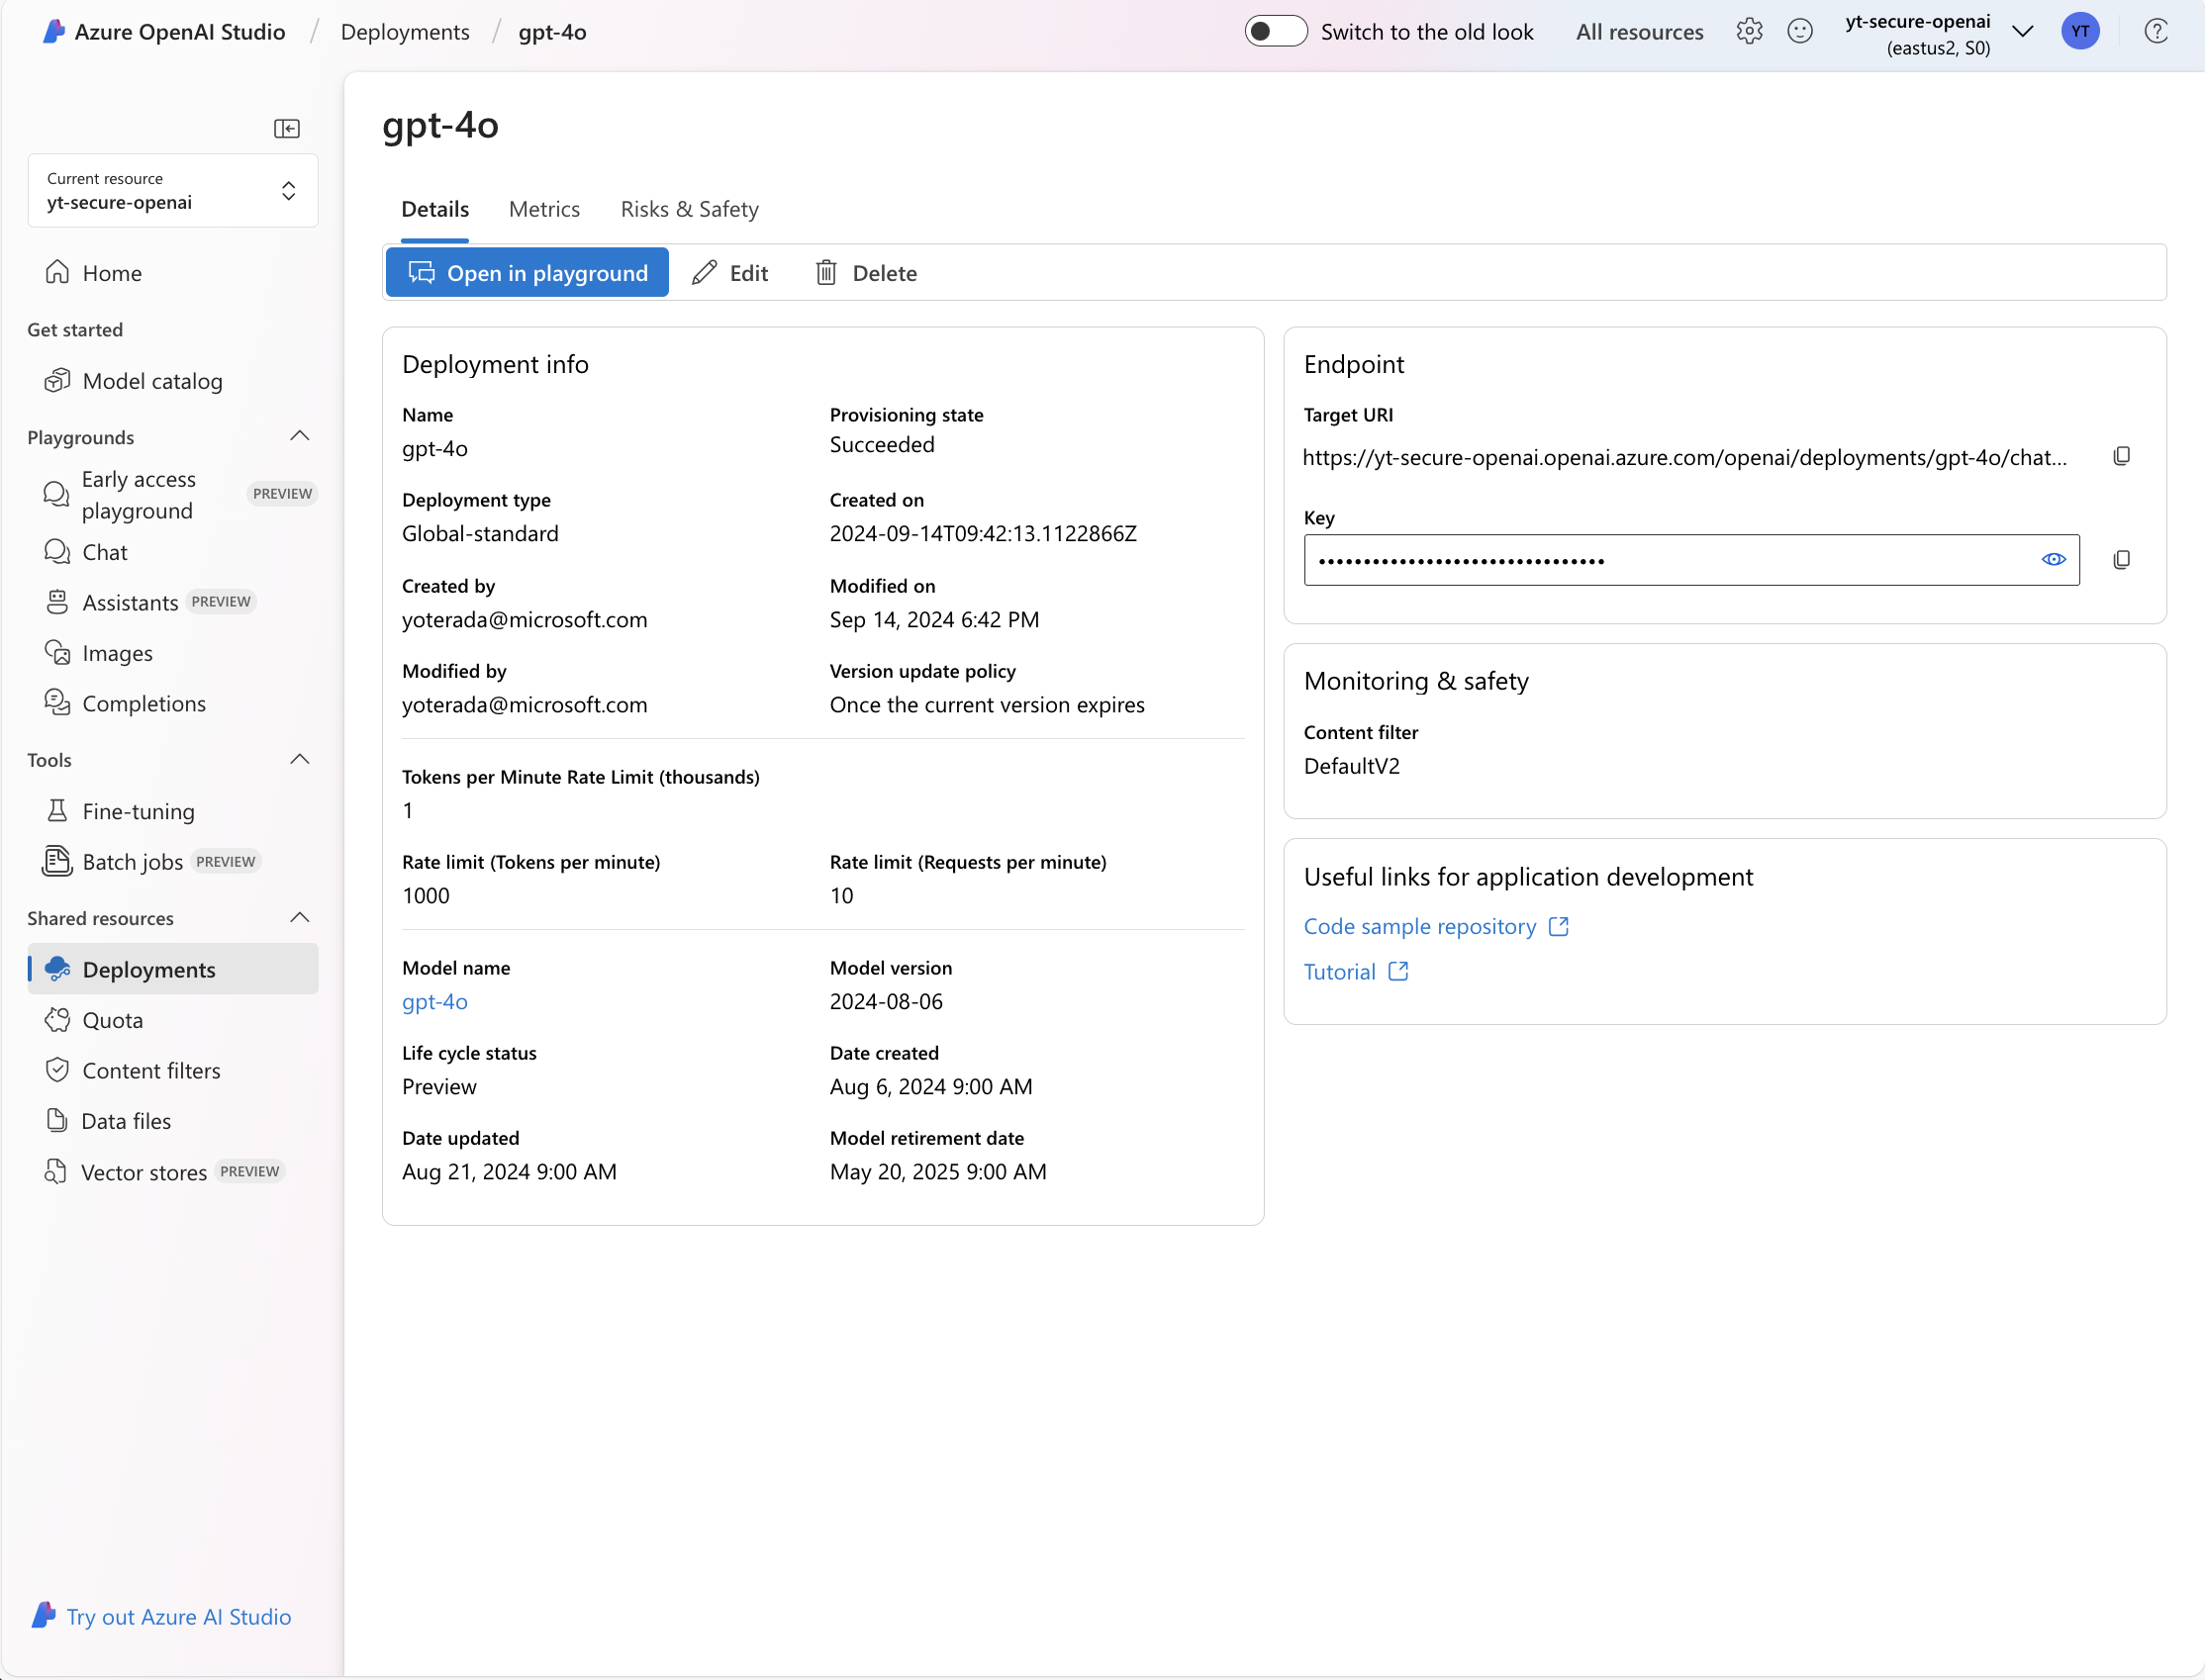 Azure OpenAI Studio / Deployments / gpt-4o
Switch to the old look
All resources
yt-secure-openai
(eastus2, S0)
YT
Current resource
yt-secure-openai
Home
Get started
Model catalog
Playgrounds
Early access
playground
PREVIEW
Chat
Assistants PREVIEW
Images
Completions
Tools
Fine-tuning
Batch jobs PREVIEW
Shared resources
Deployments
Quota
Content filters
Data files
Vector stores PREVIEW
Try out Azure AI Studio
gpt-4o
Details Metrics Risks & Safety
Open in playground Edit Delete
Deployment info
Name
gpt-4o
Provisioning state
Succeeded
Deployment type
Global-standard
Created on
2024-09-14T09:42:13.1122866Z
Created by
yoterada@microsoft.com
Modified on
Sep 14, 2024 6:42 PM
Modified by
yoterada@microsoft.com
Version update policy
Once the current version expires
Tokens per Minute Rate Limit (thousands)
1
Rate limit (Tokens per minute)
1000
Rate limit (Requests per minute)
10
Model name
gpt-4o
Model version
2024-08-06
Life cycle status
Preview
Date created
Aug 6, 2024 9:00 AM
Date updated
Aug 21, 2024 9:00 AM
Model retirement date
May 20, 2025 9:00 AM
Endpoint
Target URI
https://yt-secure-openai.openai.azure.com/openai/deployments/gpt-4o/chat...
Key
••••••••••••••••••••••••••••••••
Monitoring & safety
Content filter
DefaultV2
Useful links for application development
Code sample repository
Tutorial